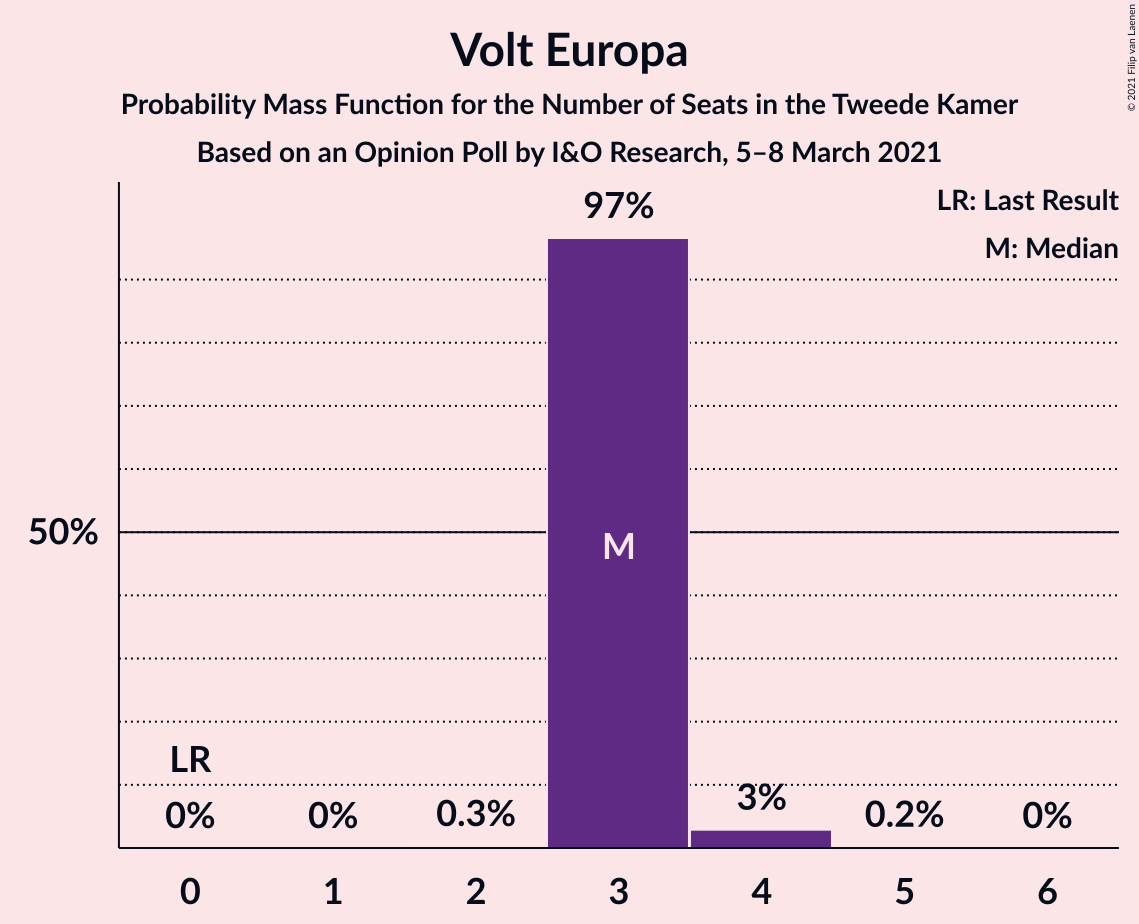 Volt Europa
Probability Mass Function for the Number of Seats in the Tweede Kamer
Based on an Opinion Poll by I&O Research, 5–8 March 2021
© 2021 Filip van Laenen
LR: Last Result
M: Median
97%
50%
M
LR
0%
0%
0.3%
3%
0.2%
0%
0
1
2
3
4
5
6